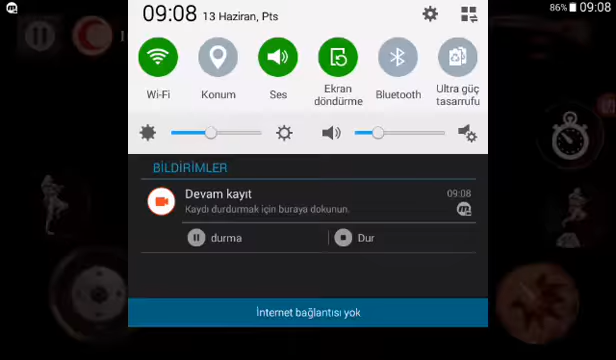 09:08 13 Haziran, Pts
86% 09:08
Wi-Fi
Konum
Ses
Ekran
döndürme
Bluetooth
Ultra güç
tasarrufu
BİLDİRİMLER
Devam kayıt 09:08
Kaydı durdurmak için buraya dokunun.
durma
Dur
İnternet bağlantısı yok